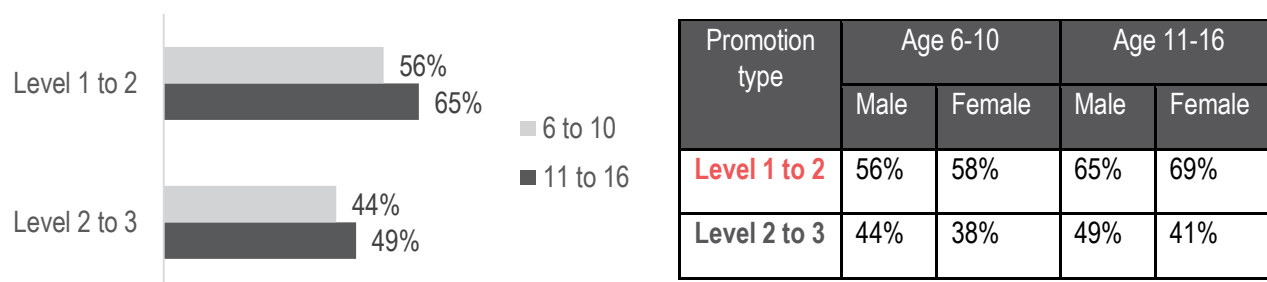 Level 1 to 2
56%
65%
Level 2 to 3
44%
49%
6 to 10
11 to 16
Promotion type
Age 6-10
Age 11-16
Male
Female
Male
Female
Level 1 to 2
56%
58%
65%
69%
Level 2 to 3
44%
38%
49%
41%